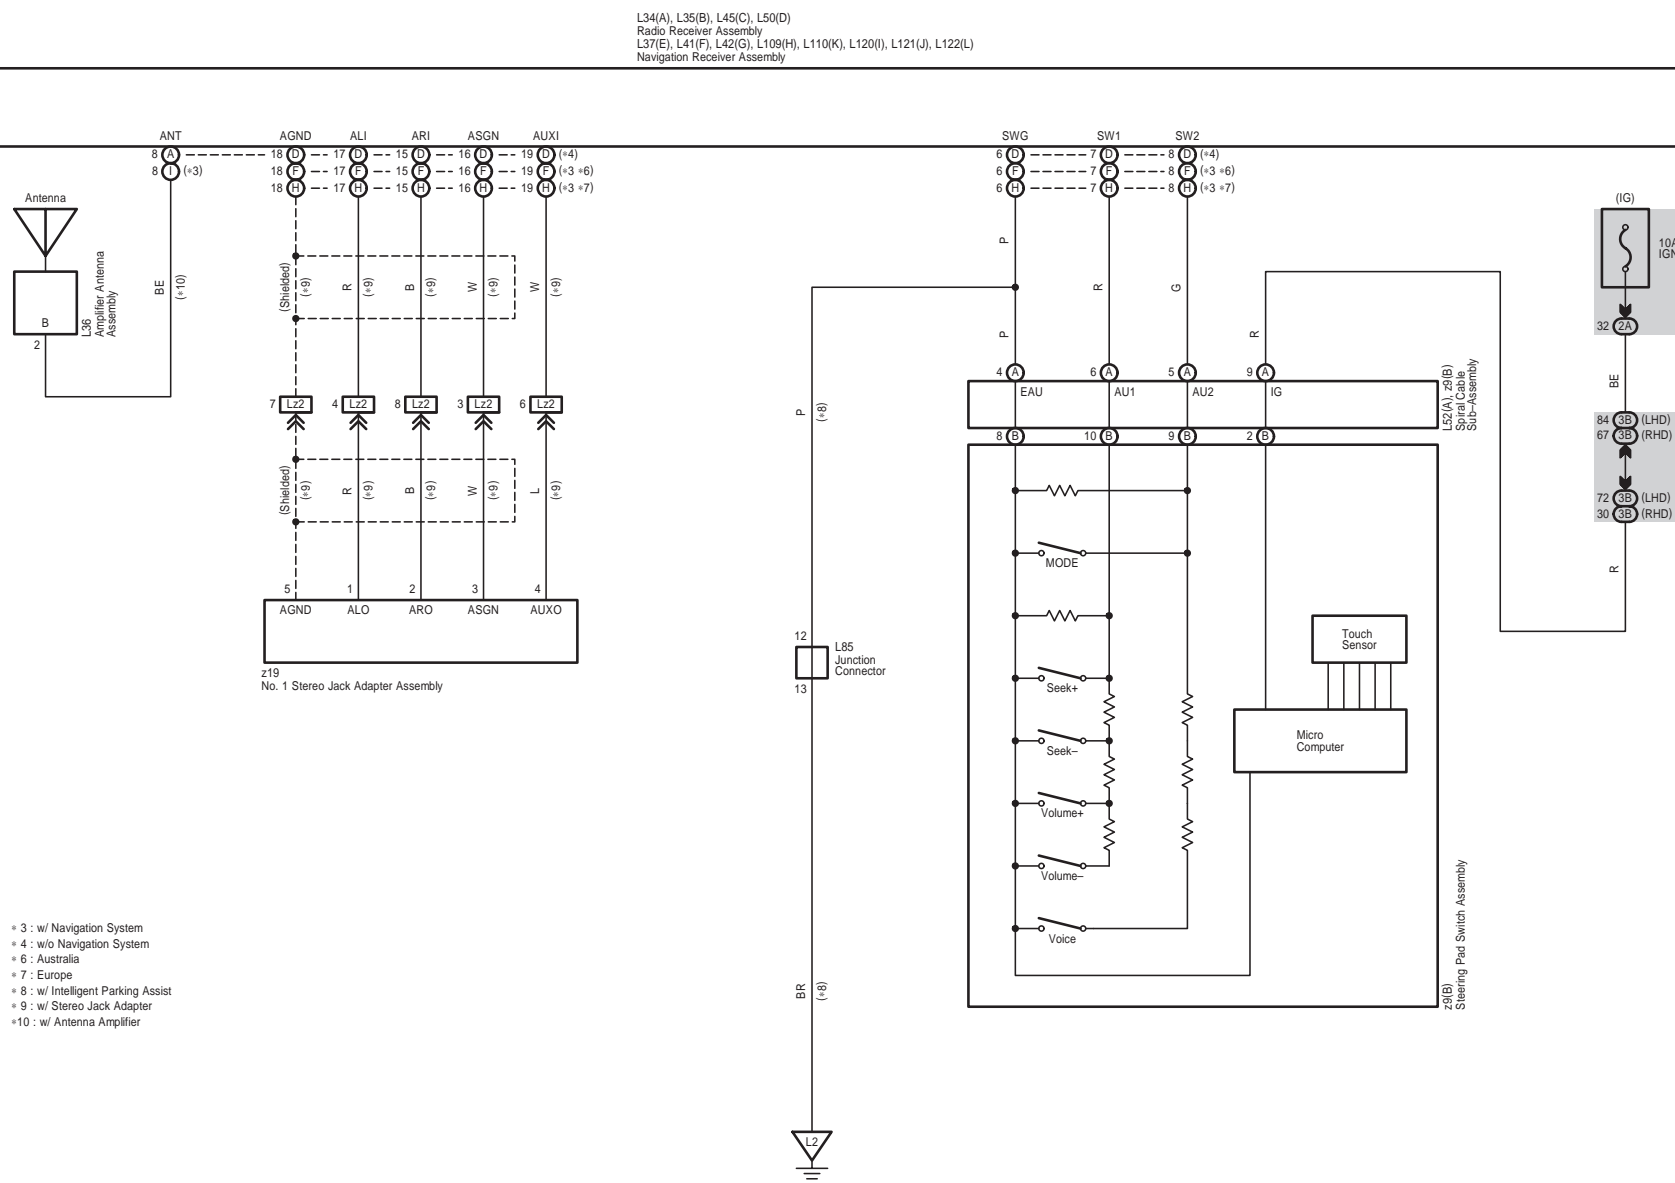 L34(A), L35(B), L45(C), L50(D)
Radio Receiver Assembly
L37(E), L41(F), L42(G), L109(H), L110(K), L120(I), L121(J), L122(L)
Navigation Receiver Assembly
ANT AGND ALI ARI ASGN AUXI SWG SW1 SW2
8 A 18 D 17 D 15 D 16 D 19 D (*4) 6 D 7 D 8 D (*4)
8 I (*3) 18 F 17 F 15 F 16 F 19 F (*3 *6) 6 F 7 F 8 F (*3 *6)
18 H 17 H 15 H 16 H 19 H (*3 *7) 6 H 7 H 8 H (*3 *7)
Antenna
B
2
L36
Amplifier Antenna
Assembly
BE
(*10)
(Shielded)
(*9)
R
(*9)
B
(*9)
W
(*9)
W
(*9)
7 Lz2 4 Lz2 8 Lz2 3 Lz2 6 Lz2
(Shielded)
(*9)
R
(*9)
B
(*9)
W
(*9)
L
(*9)
5 1 2 3 4
AGND ALO ARO ASGN AUXO
z19
No. 1 Stereo Jack Adapter Assembly
P
P
R
G
R
P
(*8)
4 A 6 A 5 A 9 A
EAU AU1 AU2 IG
8 B 10 B 9 B 2 B
L52(A), z9(B)
Spiral Cable
Sub–Assembly
MODE
Seek+
Seek–
Volume+
Volume–
Voice
Touch
Sensor
Micro
Computer
z9(B)
Steering Pad Switch Assembly
12
L85
Junction
Connector
13
BR
(*8)
L2
(IG)
10A
IGN
32 2A
BE
84 3B (LHD)
67 3B (RHD)
72 3B (LHD)
30 3B (RHD)
R
* 3 : w/ Navigation System
* 4 : w/o Navigation System
* 6 : Australia
* 7 : Europe
* 8 : w/ Intelligent Parking Assist
* 9 : w/ Stereo Jack Adapter
*10 : w/ Antenna Amplifier